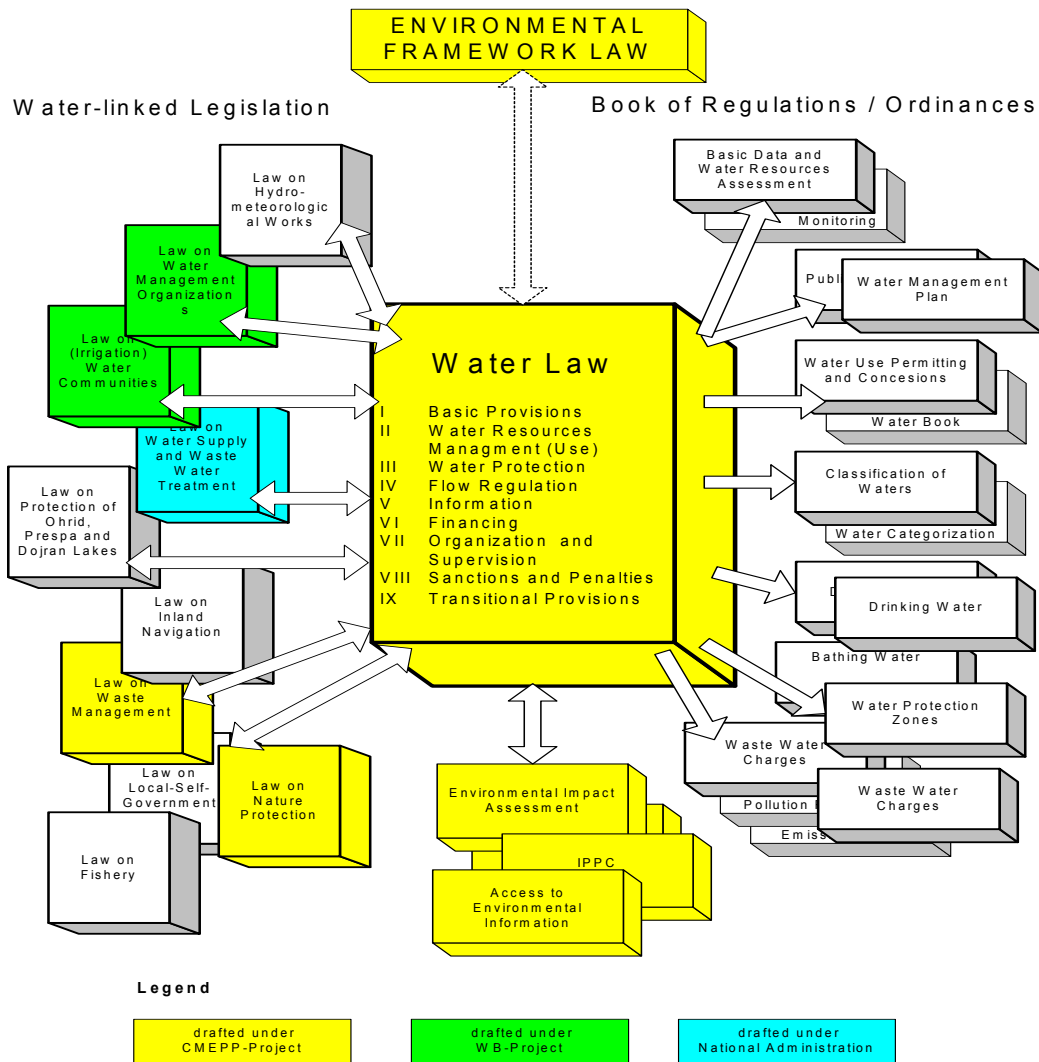 ENVIRONMENTAL
FRAMEWORK LAW
Water-linked Legislation
Book of Regulations / Ordinances
Law on
Hydro-
meteorologic
al Works
Law on
Water
Management
Organization
s
Law on
(Irrigation)
Water
Communities
Law on
Water Supply
and Waste
Water
Treatment
Law on
Protection of
Ohrid,
Prespa and
Dojran Lakes
Law on
Inland
Navigation
Law on
Waste
Management
Law on
Local-Self-
Government
Law on
Nature
Protection
Law on
Fishery
Water Law
I Basic Provisions
II Water Resources
Managment (Use)
III Water Protection
IV Flow Regulation
V Information
VI Financing
VII Organization and
Supervision
VIII Sanctions and Penalties
IX Transitional Provisions
Environmental Impact
Assessment
IPPC
Access to
Environmental
Information
Basic Data and
Water Resources
Assessment
Monitoring
Water Management
Plan
Water Use Permitting
and Concesions
Water Book
Classification of
Waters
Water Categorization
Drinking Water
Bathing Water
Water Protection
Zones
Waste Water
Charges
Pollution
Waste Water
Charges
Legend
drafted under
CMEPP-Project
drafted under
WB-Project
drafted under
National Administration